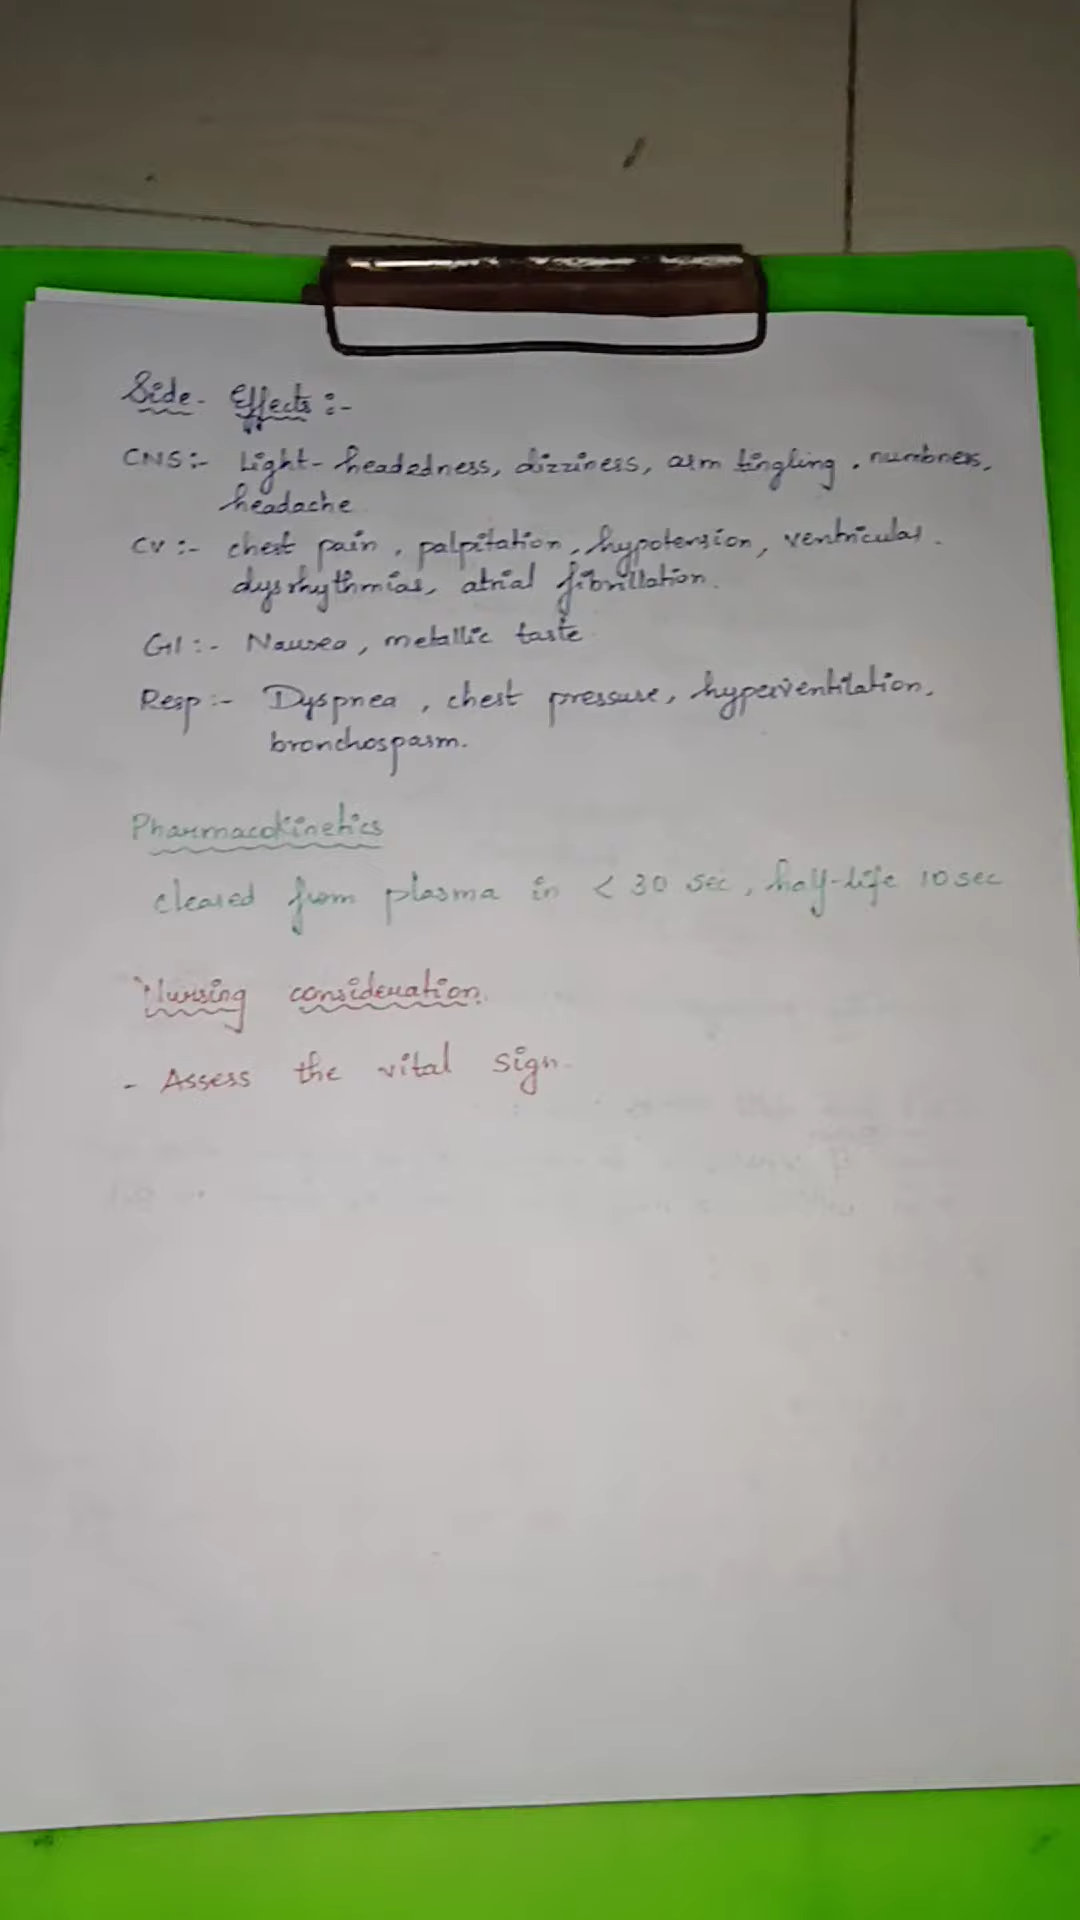 Side - Effects :-
CNS :- Light-headedness, dizziness, arm tingling, numbness,
headache
CV :- chest pain, palpitation, hypotension, ventricular
dysrhythmias, atrial fibrillation.
GI :- Nausea, metallic taste
Resp :- Dyspnea, chest pressure, hyperventilation,
bronchospasm.
Pharmacokinetics
cleared from plasma in < 30 sec, half-life 10 sec
Nursing consideration
- Assess the vital sign.